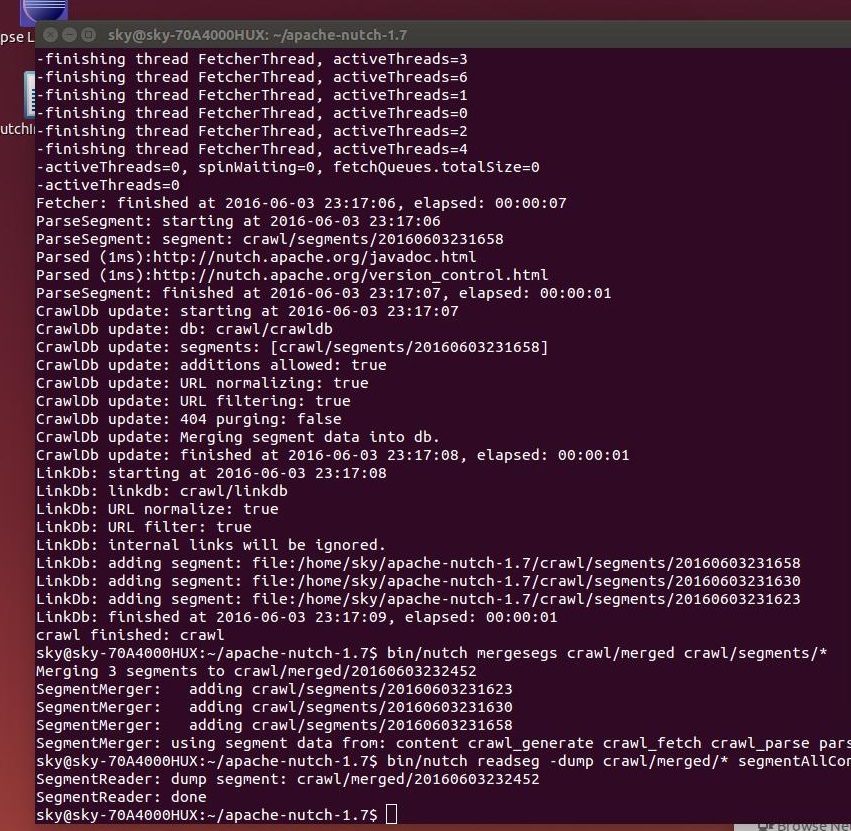 pse L
utchI
sky@sky-70A4000HUX: ~/apache-nutch-1.7
-finishing thread FetcherThread, activeThreads=3
-finishing thread FetcherThread, activeThreads=6
-finishing thread FetcherThread, activeThreads=1
-finishing thread FetcherThread, activeThreads=0
-finishing thread FetcherThread, activeThreads=2
-finishing thread FetcherThread, activeThreads=4
-activeThreads=0, spinWaiting=0, fetchQueues.totalSize=0
-activeThreads=0
Fetcher: finished at 2016-06-03 23:17:06, elapsed: 00:00:07
ParseSegment: starting at 2016-06-03 23:17:06
ParseSegment: segment: crawl/segments/20160603231658
Parsed (1ms):http://nutch.apache.org/javadoc.html
Parsed (1ms):http://nutch.apache.org/version_control.html
ParseSegment: finished at 2016-06-03 23:17:07, elapsed: 00:00:01
CrawlDb update: starting at 2016-06-03 23:17:07
CrawlDb update: db: crawl/crawldb
CrawlDb update: segments: [crawl/segments/20160603231658]
CrawlDb update: additions allowed: true
CrawlDb update: URL normalizing: true
CrawlDb update: URL filtering: true
CrawlDb update: 404 purging: false
CrawlDb update: Merging segment data into db.
CrawlDb update: finished at 2016-06-03 23:17:08, elapsed: 00:00:01
LinkDb: starting at 2016-06-03 23:17:08
LinkDb: linkdb: crawl/linkdb
LinkDb: URL normalize: true
LinkDb: URL filter: true
LinkDb: internal links will be ignored.
LinkDb: adding segment: file:/home/sky/apache-nutch-1.7/crawl/segments/20160603231658
LinkDb: adding segment: file:/home/sky/apache-nutch-1.7/crawl/segments/20160603231630
LinkDb: adding segment: file:/home/sky/apache-nutch-1.7/crawl/segments/20160603231623
LinkDb: finished at 2016-06-03 23:17:09, elapsed: 00:00:01
crawl finished: crawl
sky@sky-70A4000HUX:~/apache-nutch-1.7$ bin/nutch mergesegs crawl/merged crawl/segments/*
Merging 3 segments to crawl/merged/20160603232452
SegmentMerger:   adding crawl/segments/20160603231623
SegmentMerger:   adding crawl/segments/20160603231630
SegmentMerger:   adding crawl/segments/20160603231658
SegmentMerger: using segment data from: content crawl_generate crawl_fetch crawl_parse pars
sky@sky-70A4000HUX:~/apache-nutch-1.7$ bin/nutch readseg -dump crawl/merged/* segmentAllCon
SegmentReader: dump segment: crawl/merged/20160603232452
SegmentReader: done
sky@sky-70A4000HUX:~/apache-nutch-1.7$
Browse Ne